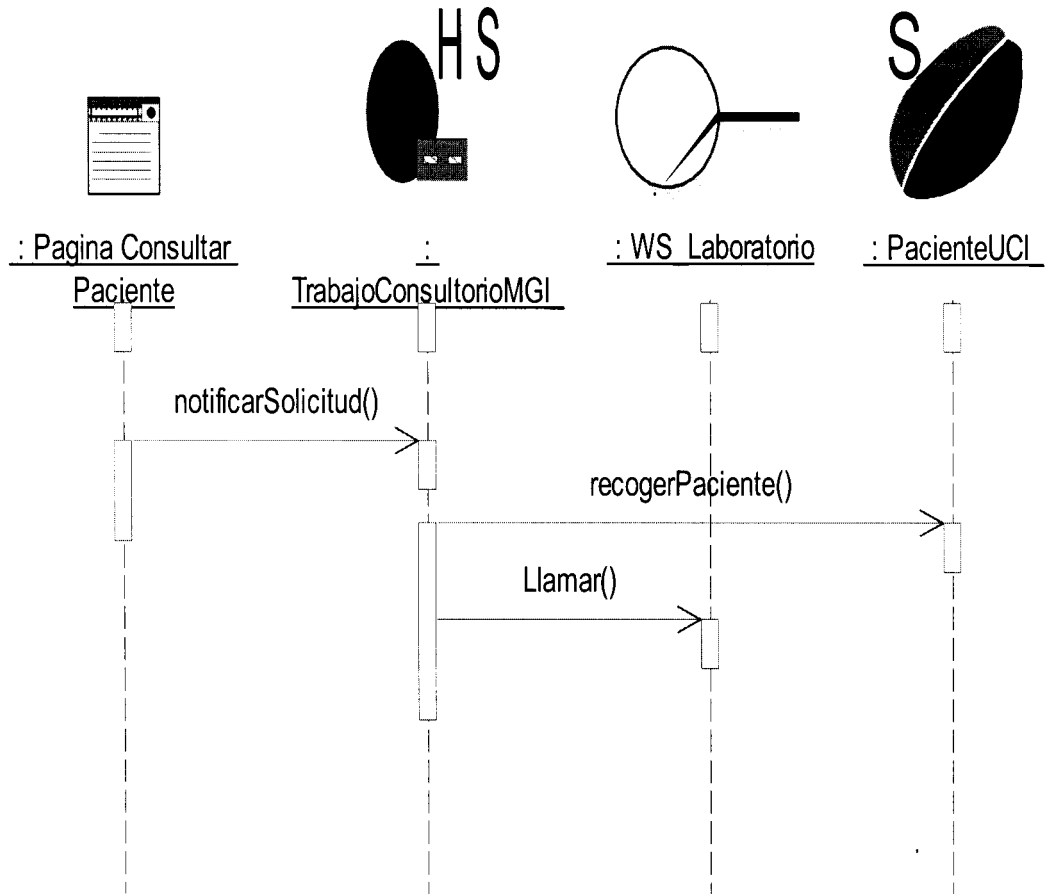 H S
S
: Pagina Consultar
Paciente
:
TrabajoConsultorioMGI
: WS_Laboratorio
: PacienteUCI
notificarSolicitud()
recogerPaciente()
Llamar()